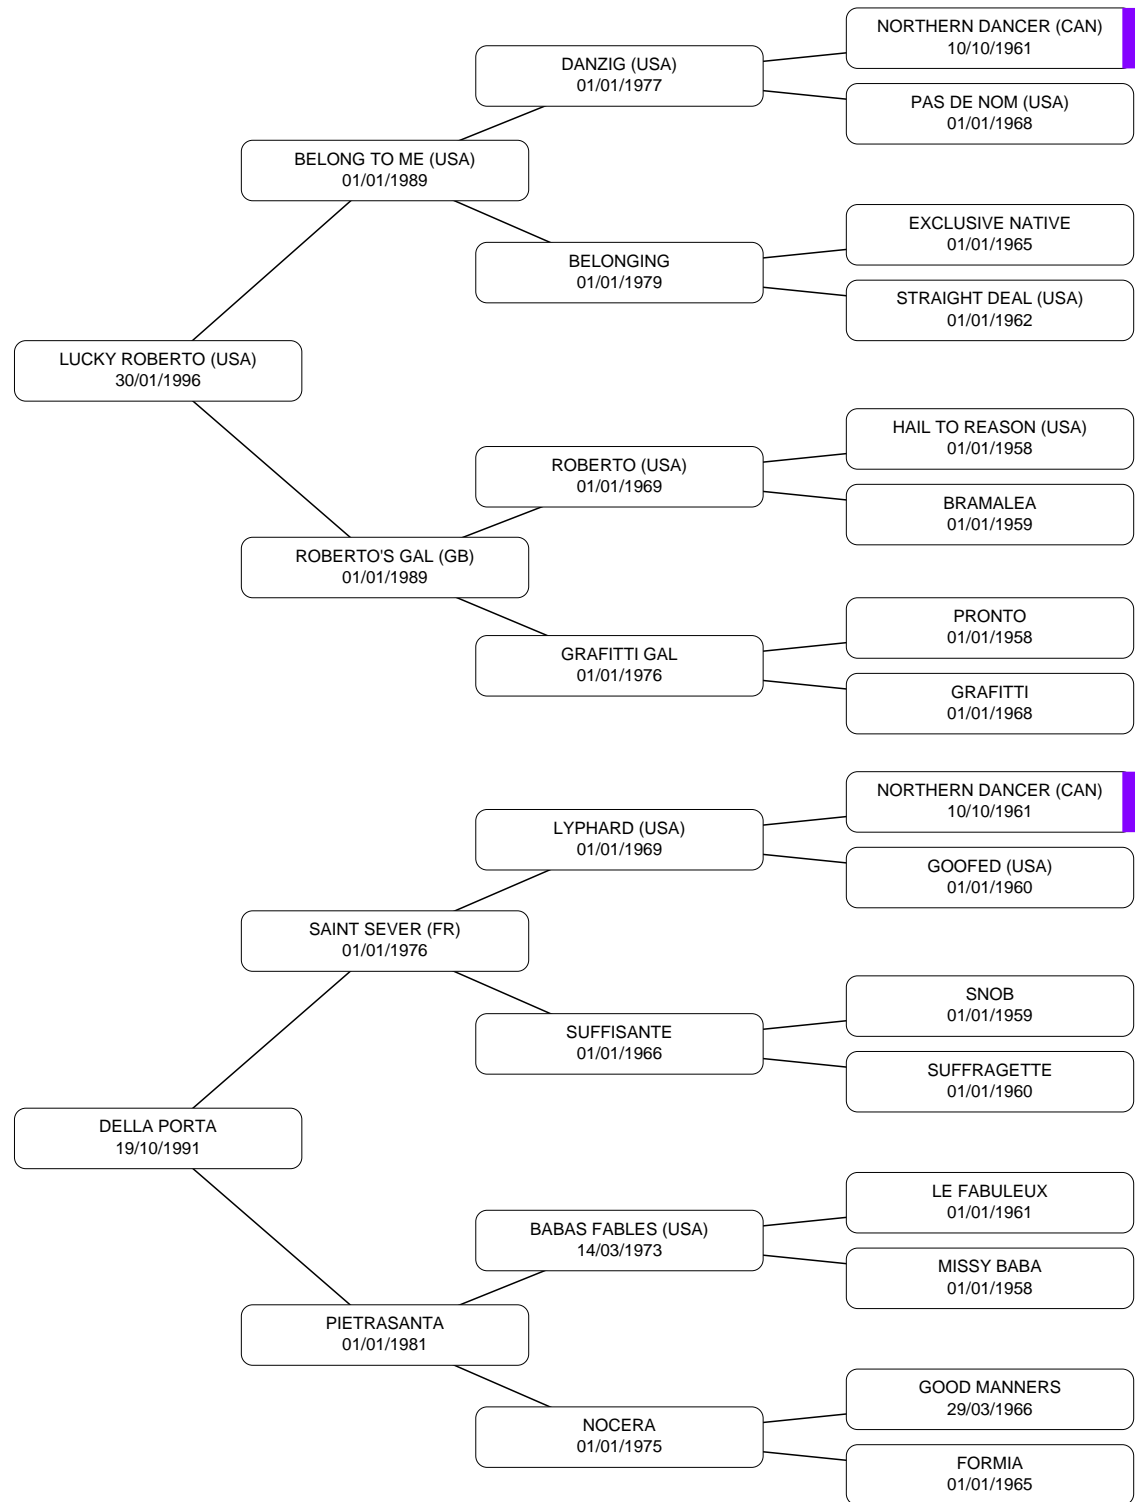 NORTHERN DANCER (CAN)
10/10/1961
DANZIG (USA)
01/01/1977
PAS DE NOM (USA)
01/01/1968
BELONG TO ME (USA)
01/01/1989
EXCLUSIVE NATIVE
01/01/1965
BELONGING
01/01/1979
STRAIGHT DEAL (USA)
01/01/1962
LUCKY ROBERTO (USA)
30/01/1996
HAIL TO REASON (USA)
01/01/1958
ROBERTO (USA)
01/01/1969
BRAMALEA
01/01/1959
ROBERTO'S GAL (GB)
01/01/1989
PRONTO
01/01/1958
GRAFITTI GAL
01/01/1976
GRAFITTI
01/01/1968
NORTHERN DANCER (CAN)
10/10/1961
LYPHARD (USA)
01/01/1969
GOOFED (USA)
01/01/1960
SAINT SEVER (FR)
01/01/1976
SNOB
01/01/1959
SUFFISANTE
01/01/1966
SUFFRAGETTE
01/01/1960
DELLA PORTA
19/10/1991
LE FABULEUX
01/01/1961
BABAS FABLES (USA)
14/03/1973
MISSY BABA
01/01/1958
PIETRASANTA
01/01/1981
GOOD MANNERS
29/03/1966
NOCERA
01/01/1975
FORMIA
01/01/1965